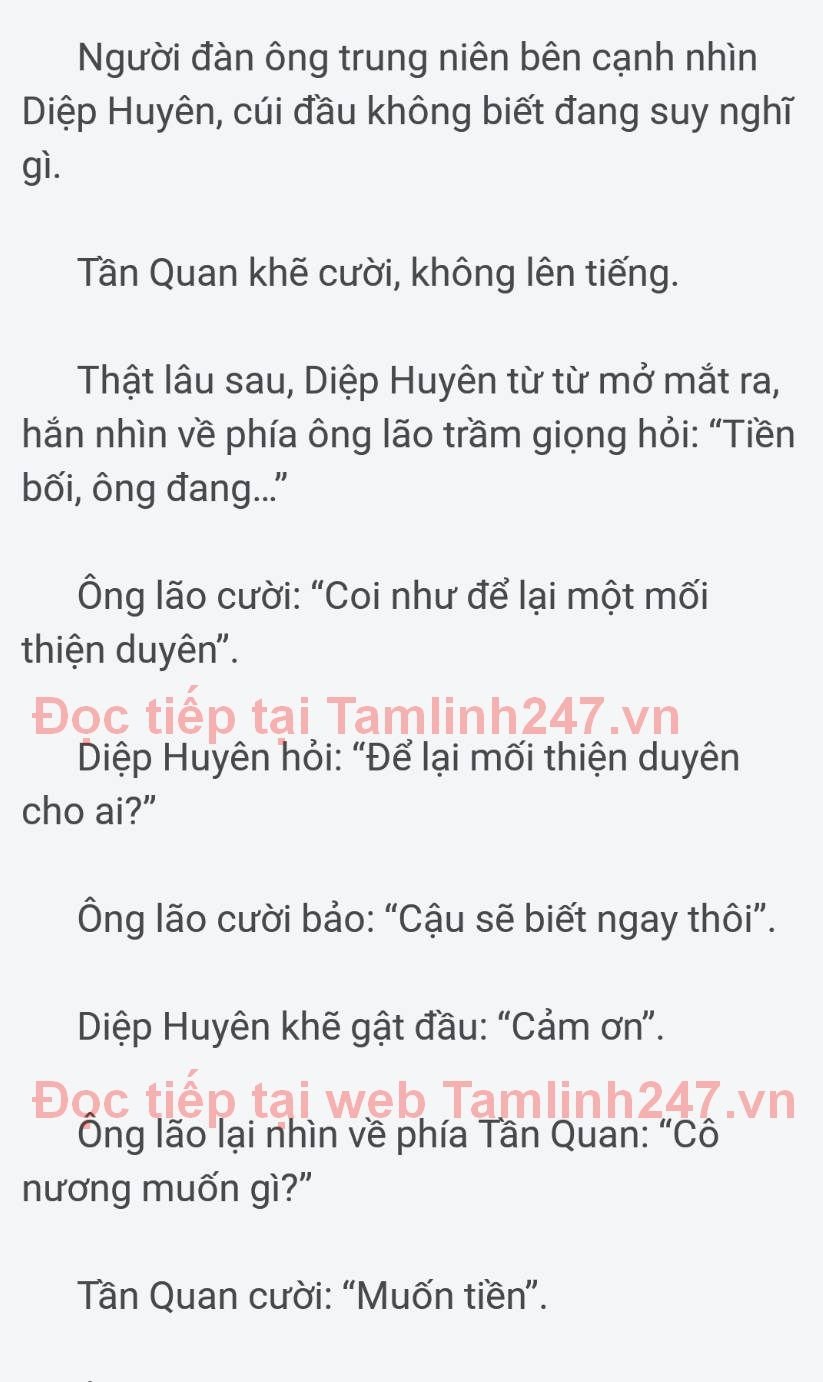 Người đàn ông trung niên bên cạnh nhìn
Diệp Huyên, cúi đầu không biết đang suy nghĩ
gì.
Tần Quan khẽ cười, không lên tiếng.
Thật lâu sau, Diệp Huyên từ từ mở mắt ra,
hắn nhìn về phía ông lão trầm giọng hỏi: “Tiền
bối, ông đang...”
Ông lão cười: “Coi như để lại một mối
thiện duyên”.
Đọc tiếp tại Tamlinh247.vn
Diệp Huyên hỏi: “Để lại mối thiện duyên
cho ai?”
Ông lão cười bảo: “Cậu sẽ biết ngay thôi”.
Diệp Huyên khẽ gật đầu: “Cảm ơn”.
Đọc tiếp tại web Tamlinh247.vn
Ông lão lại nhìn về phía Tần Quan: “Cô
nương muốn gì?”
Tần Quan cười: “Muốn tiền”.